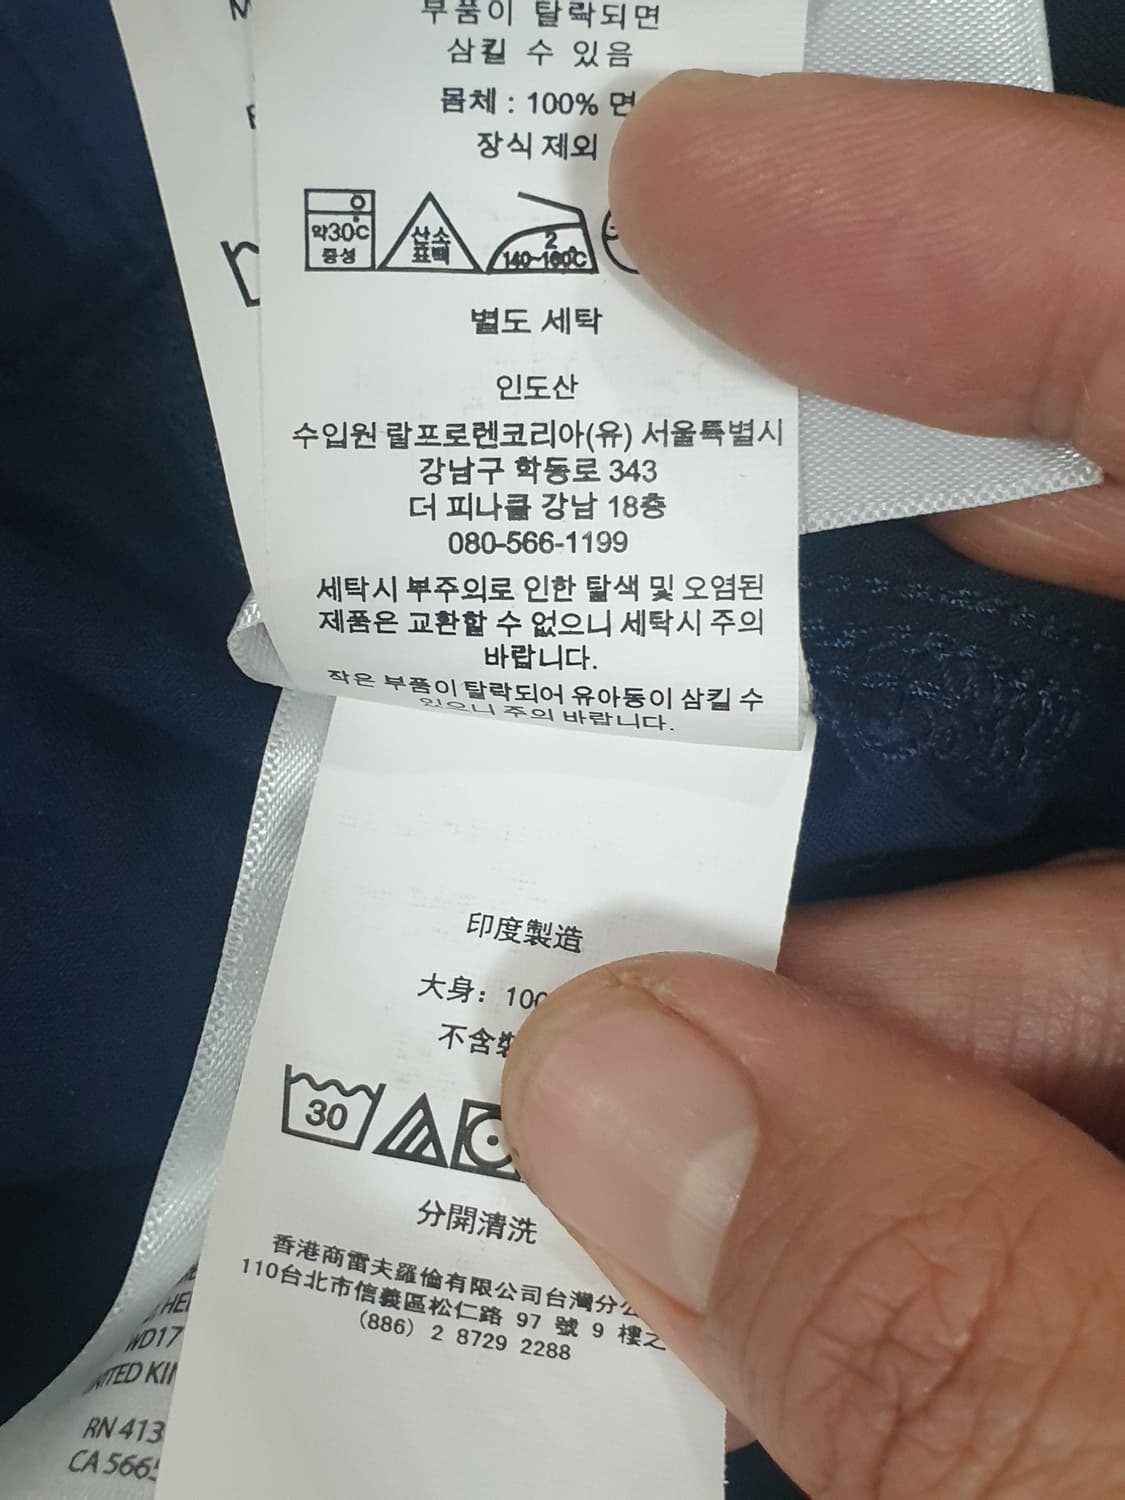 부품이 탈락되면
삼킬 수 있음
몸체 : 100% 면
장식 제외
약30℃
중성
산소
표백
2
140~160℃
별도 세탁
인도산
수입원 랄프로렌코리아(유) 서울특별시
강남구 학동로 343
더 피나클 강남 18층
080-566-1199
세탁시 부주의로 인한 탈색 및 오염된
제품은 교환할 수 없으니 세탁시 주의
바랍니다.
작은 부품이 탈락되어 유아동이 삼킬 수
있으니 주의 바랍니다.
印度製造
大身：100
不含裝
30
分開清洗
香港商雷夫羅倫有限公司台灣分公
110台北市信義區松仁路 97 號 9 樓之
(886) 2 8729 2288
WD17
UNITED KI
RN 413
CA 5665